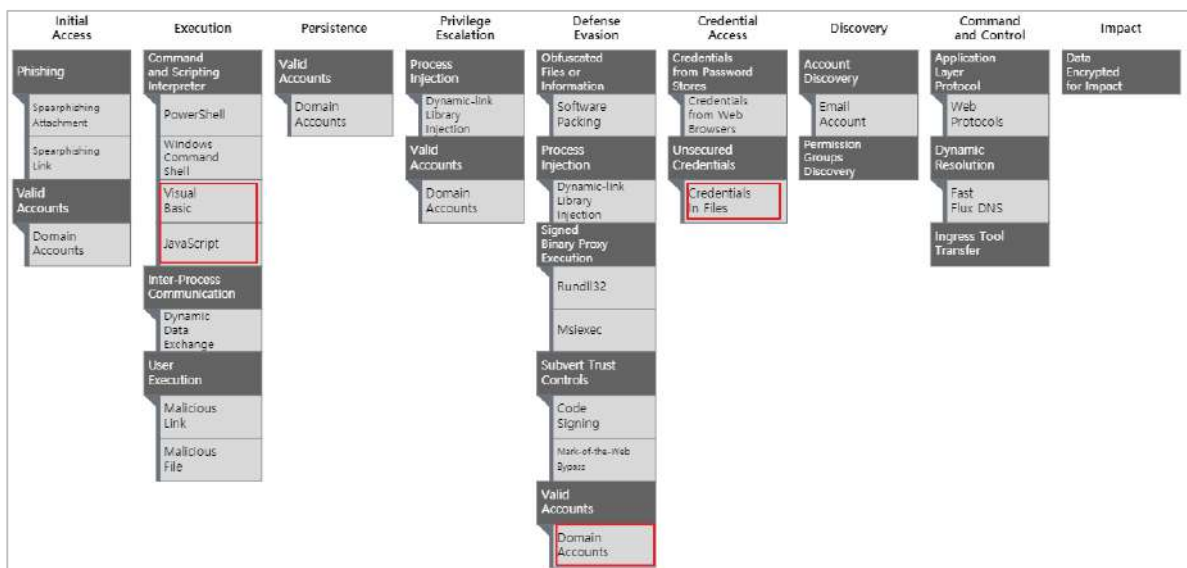 Initial
Access
Execution
Persistence
Privilege
Escalation
Defense
Evasion
Credential
Access
Discovery
Command
and Control
Impact
Phishing
Spearphishing
Attachment
Spearphishing
Link
Valid
Accounts
Domain
Accounts
Command
and Scripting
Interpreter
PowerShell
Windows
Command
Shell
Visual
Basic
JavaScript
Inter-Process
Communication
Dynamic
Data
Exchange
User
Execution
Malicious
Link
Malicious
File
Valid
Accounts
Domain
Accounts
Process
Injection
Dynamic-link
Library
Injection
Valid
Accounts
Domain
Accounts
Obfuscated
Files or
Information
Software
Packing
Process
Injection
Dynamic-link
Library
Injection
Signed
Binary Proxy
Execution
Rundll32
Msiexec
Subvert Trust
Controls
Code
Signing
Mark-of-the-Web
Bypass
Valid
Accounts
Domain
Accounts
Credentials
from Password
Stores
Credentials
from Web
Browsers
Unsecured
Credentials
Credentials
In Files
Account
Discovery
Email
Account
Permission
Groups
Discovery
Application
Layer
Protocol
Web
Protocols
Dynamic
Resolution
Fast
Flux DNS
Ingress Tool
Transfer
Data
Encrypted
for Impact